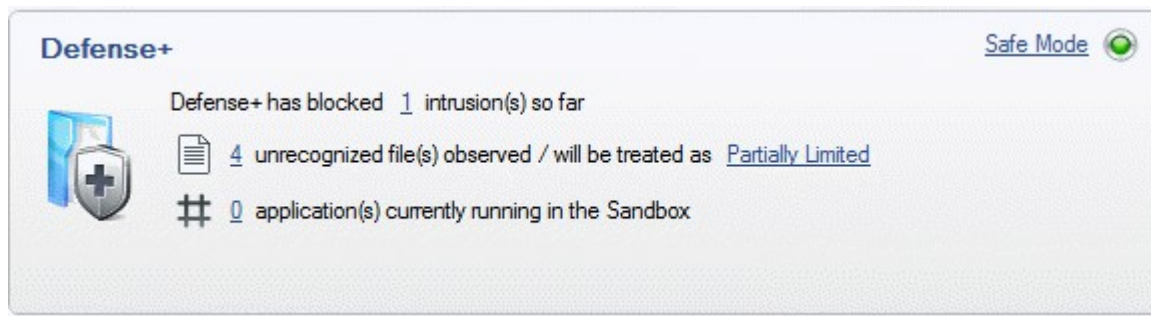 Defense+
Safe Mode
Defense+ has blocked 1 intrusion(s) so far
4 unrecognized file(s) observed / will be treated as Partially Limited
0 application(s) currently running in the Sandbox